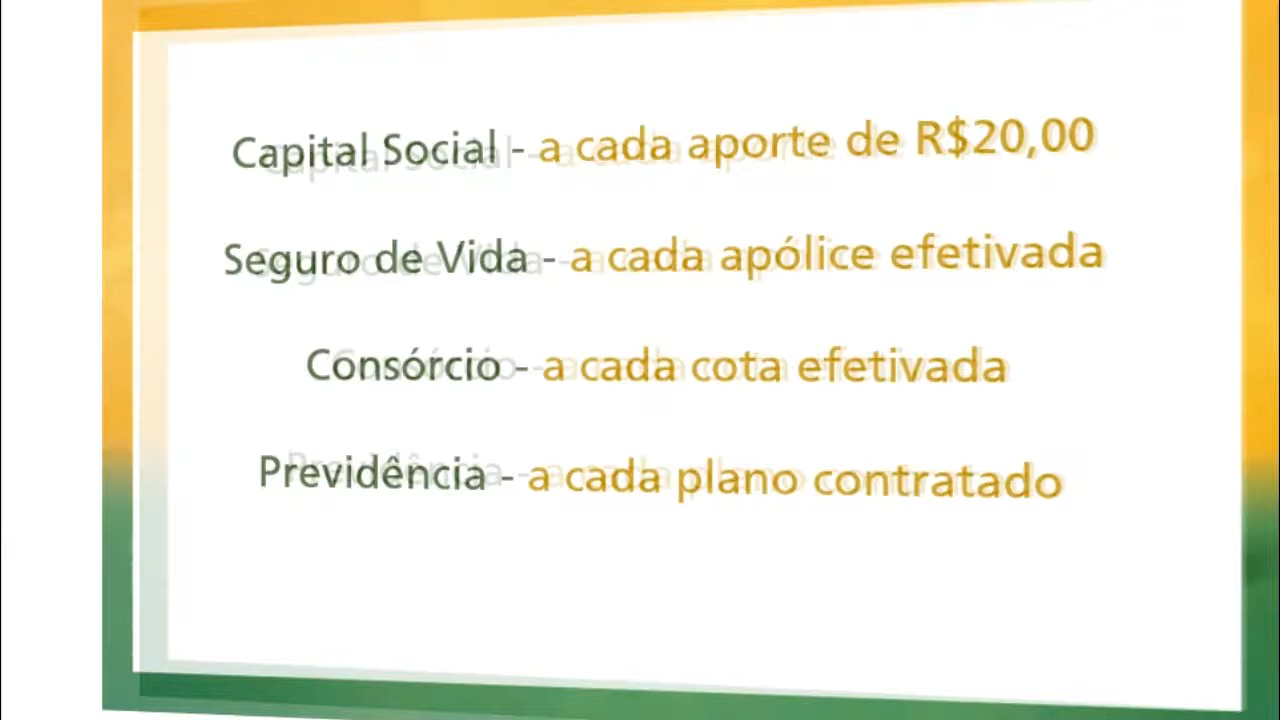 Capital Social - a cada aporte de R$20,00
Seguro de Vida - a cada apólice efetivada
Consórcio - a cada cota efetivada
Previdência - a cada plano contratado